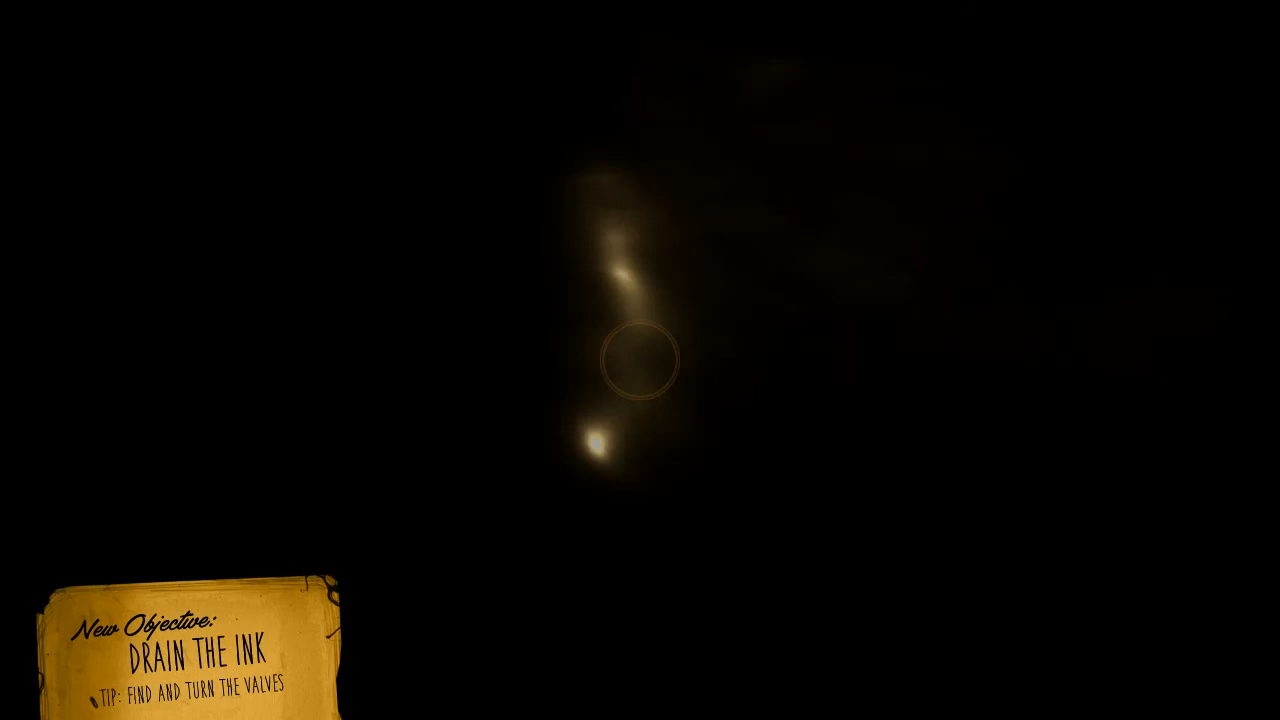 New Objective:
DRAIN THE INK
TIP: FIND AND TURN THE VALVES